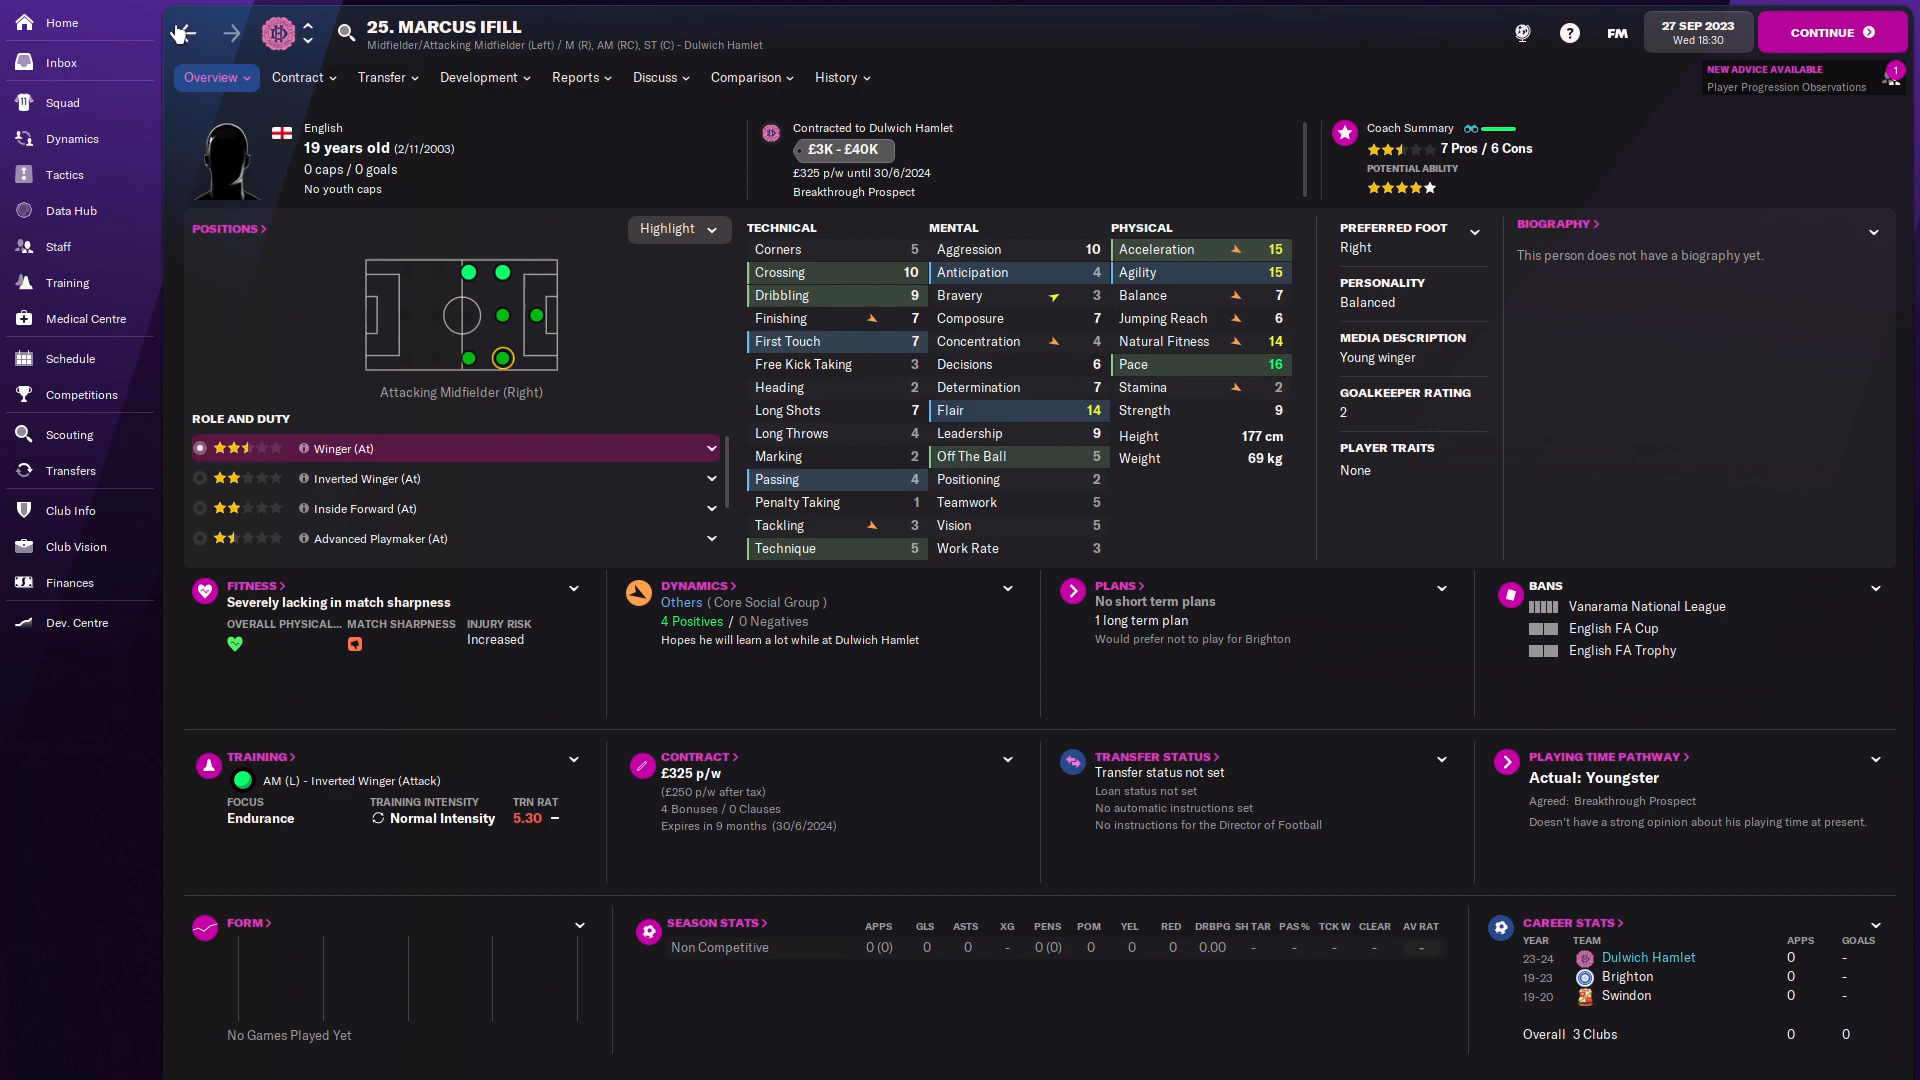 Home
Inbox
Squad
Dynamics
Tactics
Data Hub
Staff
Training
Medical Centre
Schedule
Competitions
Scouting
Transfers
Club Info
Club Vision
Finances
Dev. Centre
25. MARCUS IFILL
Midfielder/Attacking Midfielder (Left) / M (R), AM (RC), ST (C) - Dulwich Hamlet
FM
27 SEP 2023
Wed 18:30
CONTINUE
Overview Contract Transfer Development Reports Discuss Comparison History
NEW ADVICE AVAILABLE
Player Progression Observations
1
English
19 years old (2/11/2003)
0 caps / 0 goals
No youth caps
Contracted to Dulwich Hamlet
£3K - £40K
£325 p/w until 30/6/2024
Breakthrough Prospect
Coach Summary
7 Pros / 6 Cons
POTENTIAL ABILITY
POSITIONS >
Highlight
Attacking Midfielder (Right)
ROLE AND DUTY
Winger (At)
Inverted Winger (At)
Inside Forward (At)
Advanced Playmaker (At)
TECHNICAL
Corners 5
Crossing 10
Dribbling 9
Finishing 7
First Touch 7
Free Kick Taking 3
Heading 2
Long Shots 7
Long Throws 4
Marking 2
Passing 4
Penalty Taking 1
Tackling 3
Technique 5
MENTAL
Aggression 10
Anticipation 4
Bravery 3
Composure 7
Concentration 4
Decisions 6
Determination 7
Flair 14
Leadership 9
Off The Ball 5
Positioning 2
Teamwork 5
Vision 5
Work Rate 3
PHYSICAL
Acceleration 15
Agility 15
Balance 7
Jumping Reach 6
Natural Fitness 14
Pace 16
Stamina 2
Strength 9
Height 177 cm
Weight 69 kg
PREFERRED FOOT
Right
PERSONALITY
Balanced
MEDIA DESCRIPTION
Young winger
GOALKEEPER RATING
2
PLAYER TRAITS
None
BIOGRAPHY >
This person does not have a biography yet.
FITNESS >
Severely lacking in match sharpness
OVERALL PHYSICAL... MATCH SHARPNESS INJURY RISK
Increased
DYNAMICS >
Others ( Core Social Group )
4 Positives / 0 Negatives
Hopes he will learn a lot while at Dulwich Hamlet
PLANS >
No short term plans
1 long term plan
Would prefer not to play for Brighton
BANS
Vanarama National League
English FA Cup
English FA Trophy
TRAINING >
AM (L) - Inverted Winger (Attack)
FOCUS TRAINING INTENSITY TRN RAT
Endurance Normal Intensity 5.30 –
CONTRACT >
£325 p/w
(£250 p/w after tax)
4 Bonuses / 0 Clauses
Expires in 9 months (30/6/2024)
TRANSFER STATUS >
Transfer status not set
Loan status not set
No automatic instructions set
No instructions for the Director of Football
PLAYING TIME PATHWAY >
Actual: Youngster
Agreed: Breakthrough Prospect
Doesn't have a strong opinion about his playing time at present.
FORM >
No Games Played Yet
SEASON STATS > APPS GLS ASTS XG PENS POM YEL RED DRBPG SH TAR PAS % TCK W CLEAR AV RAT
Non Competitive 0 (0) 0 0 - 0 (0) 0 0 0 0.00 - - - - -
CAREER STATS >
YEAR TEAM APPS GOALS
23-24 Dulwich Hamlet 0 -
19-23 Brighton 0 -
19-20 Swindon 0 -
Overall 3 Clubs 0 0